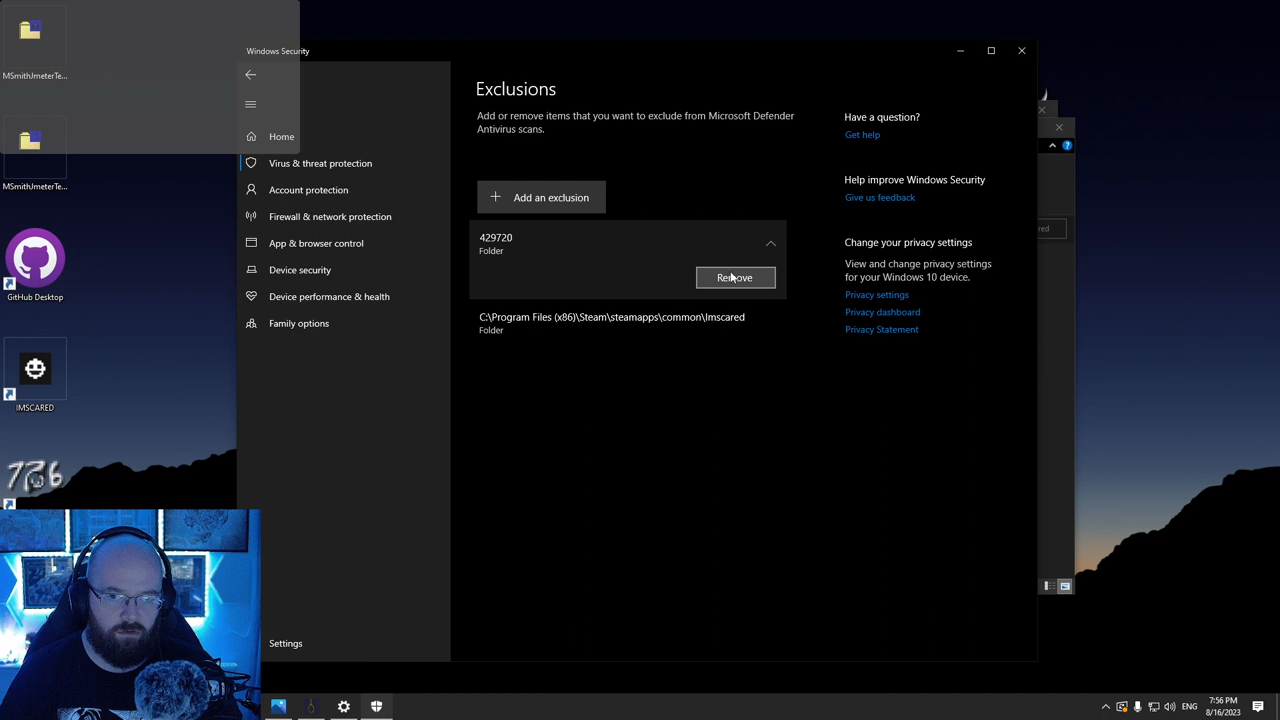 MSmithJmeterTe...
MSmithJmeterTe...
GitHub Desktop
IMSCARED
Windows Security
Home
Virus & threat protection
Account protection
Firewall & network protection
App & browser control
Device security
Device performance & health
Family options
Settings
Exclusions
Add or remove items that you want to exclude from Microsoft Defender
Antivirus scans.
Add an exclusion
429720
Folder
Remove
C:\Program Files (x86)\Steam\steamapps\common\Imscared
Folder
Have a question?
Get help
Help improve Windows Security
Give us feedback
Change your privacy settings
View and change privacy settings
for your Windows 10 device.
Privacy settings
Privacy dashboard
Privacy Statement
red
ENG
7:56 PM
8/16/2023